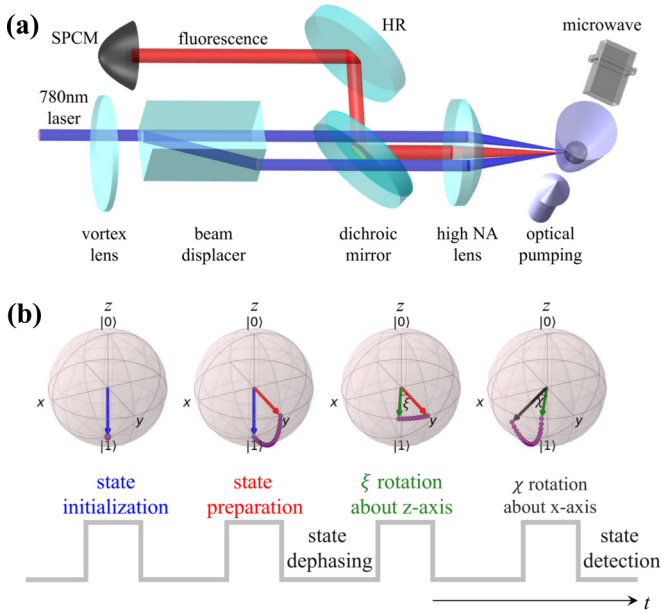 (a)
SPCM
fluorescence
HR
microwave
780nm
laser
vortex
lens
beam
displacer
dichroic
mirror
high NA
lens
optical
pumping
(b)
z
|0⟩
x
y
|1⟩
z
|0⟩
x
y
|1⟩
z
|0⟩
x
ξ
y
|1⟩
z
|0⟩
x
χ
y
|1⟩
state
initialization
state
preparation
ξ rotation
about z-axis
χ rotation
about x-axis
state
dephasing
state
detection
t